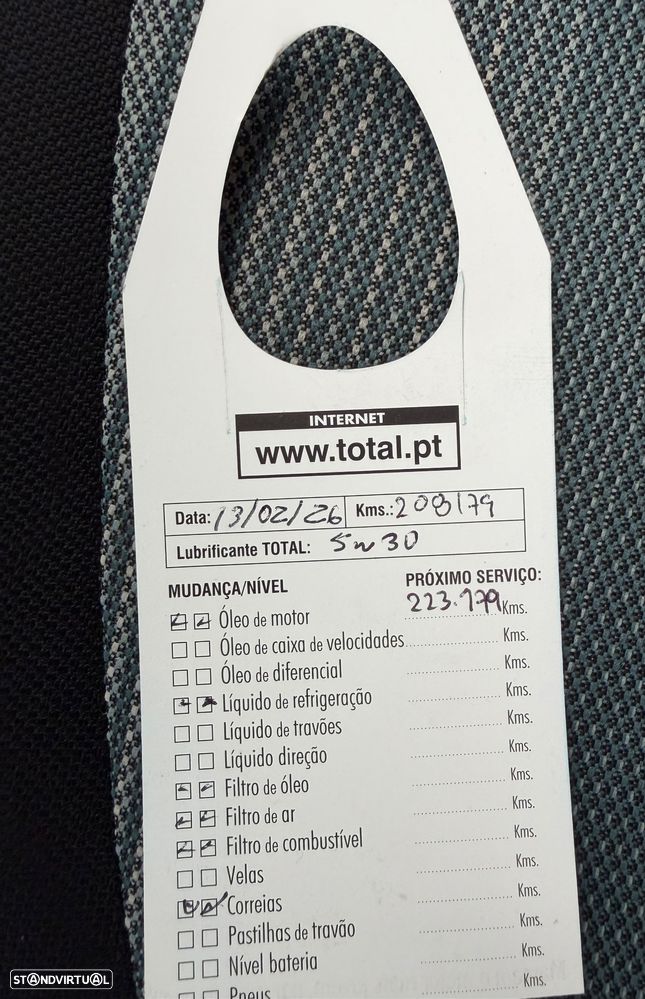 INTERNET
www.total.pt
Data: 13/02/26 Kms.: 208179
Lubrificante TOTAL: 5w30
MUDANÇA/NÍVEL PRÓXIMO SERVIÇO:
Óleo de motor 223.179 Kms.
Óleo de caixa de velocidades Kms.
Óleo de diferencial Kms.
Líquido de refrigeração Kms.
Líquido de travões Kms.
Líquido direção Kms.
Filtro de óleo Kms.
Filtro de ar Kms.
Filtro de combustível Kms.
Velas Kms.
Correias Kms.
Pastilhas de travão Kms.
Nível bateria Kms.
Pneus Kms.
STANDVIRTUAL